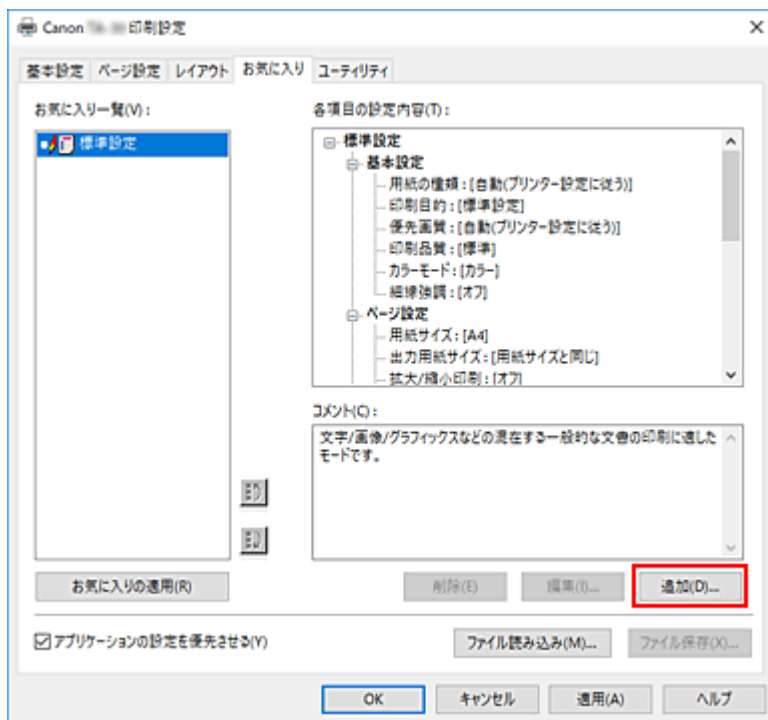 Canon 印刷設定
基本設定 ページ設定 レイアウト お気に入り ユーティリティ
お気に入り一覧(V):
標準設定
各項目の設定内容(T):
標準設定
基本設定
用紙の種類:[自動(プリンター設定に従う)]
印刷目的:[標準設定]
優先画質:[自動(プリンター設定に従う)]
印刷品質:[標準]
カラーモード:[カラー]
細線強調:[オフ]
ページ設定
用紙サイズ:[A4]
出力用紙サイズ:[用紙サイズと同じ]
拡大/縮小印刷:[オフ]
コメント(C):
文字/画像/グラフィックスなどの混在する一般的な文書の印刷に適した
モードです。
お気に入りの適用(R)
削除(E) 編集(I)... 追加(D)...
アプリケーションの設定を優先させる(Y)
ファイル読み込み(M)... ファイル保存(X)...
OK キャンセル 適用(A) ヘルプ